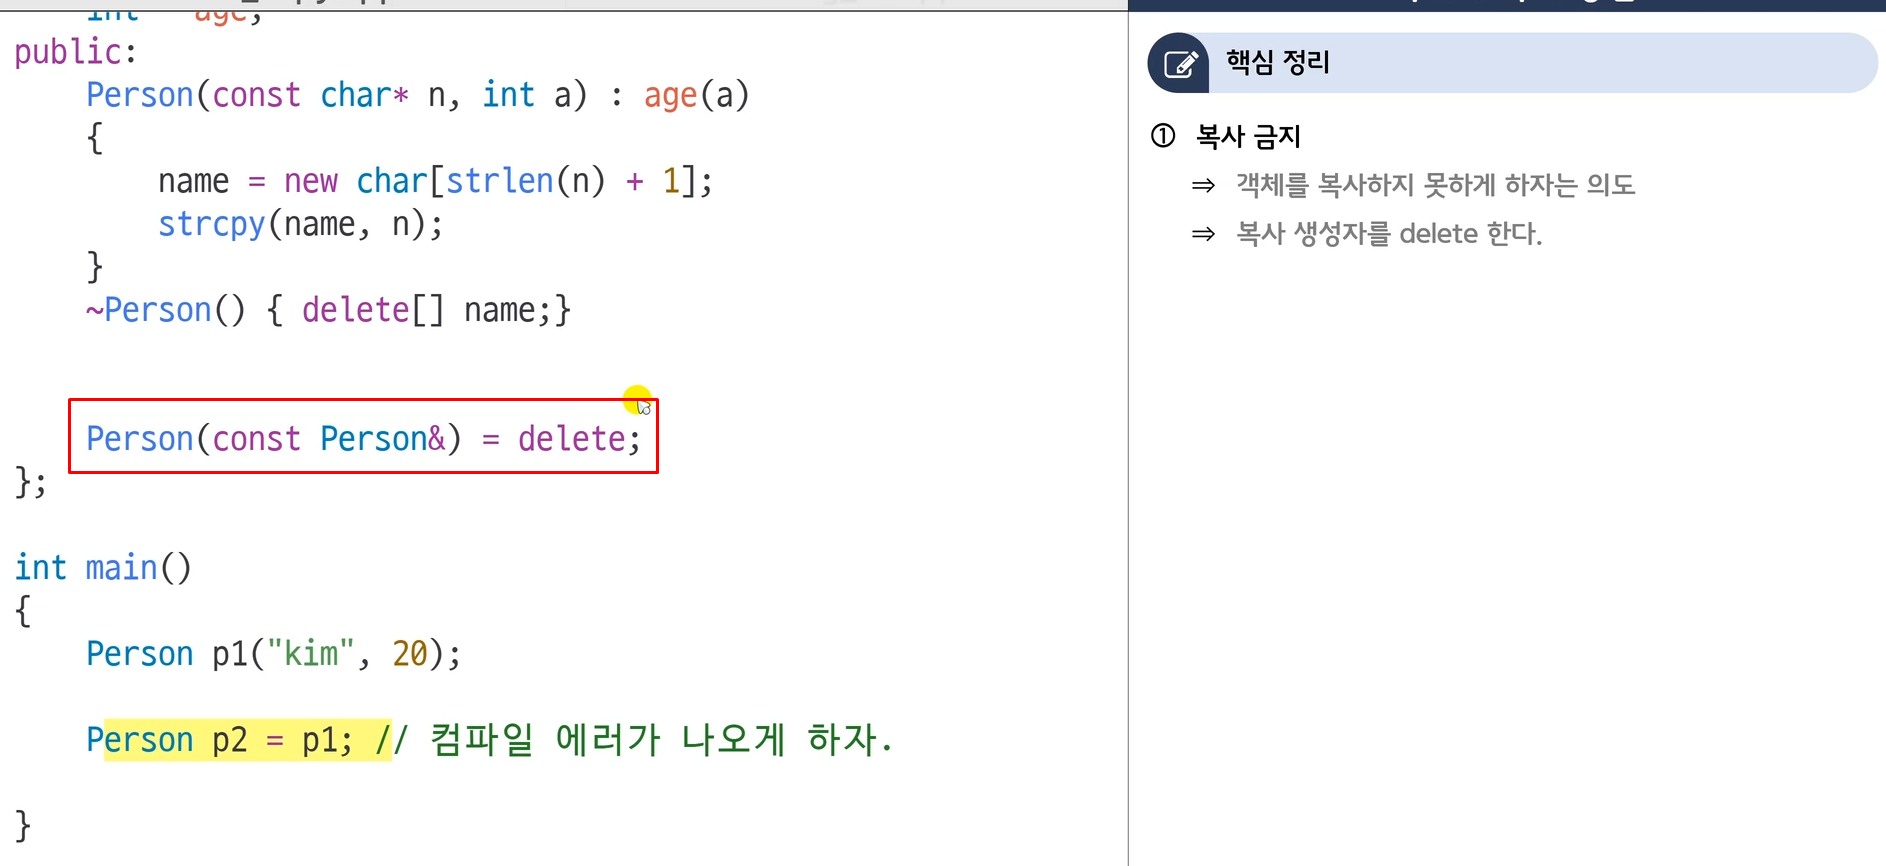 int age;
public:
    Person(const char* n, int a) : age(a)
    {
        name = new char[strlen(n) + 1];
        strcpy(name, n);
    }
    ~Person() { delete[] name;}
    Person(const Person&) = delete;
};
int main()
{
    Person p1("kim", 20);
    Person p2 = p1; // 컴파일 에러가 나오게 하자.
}
핵심 정리
① 복사 금지
⇒ 객체를 복사하지 못하게 하자는 의도
⇒ 복사 생성자를 delete 한다.